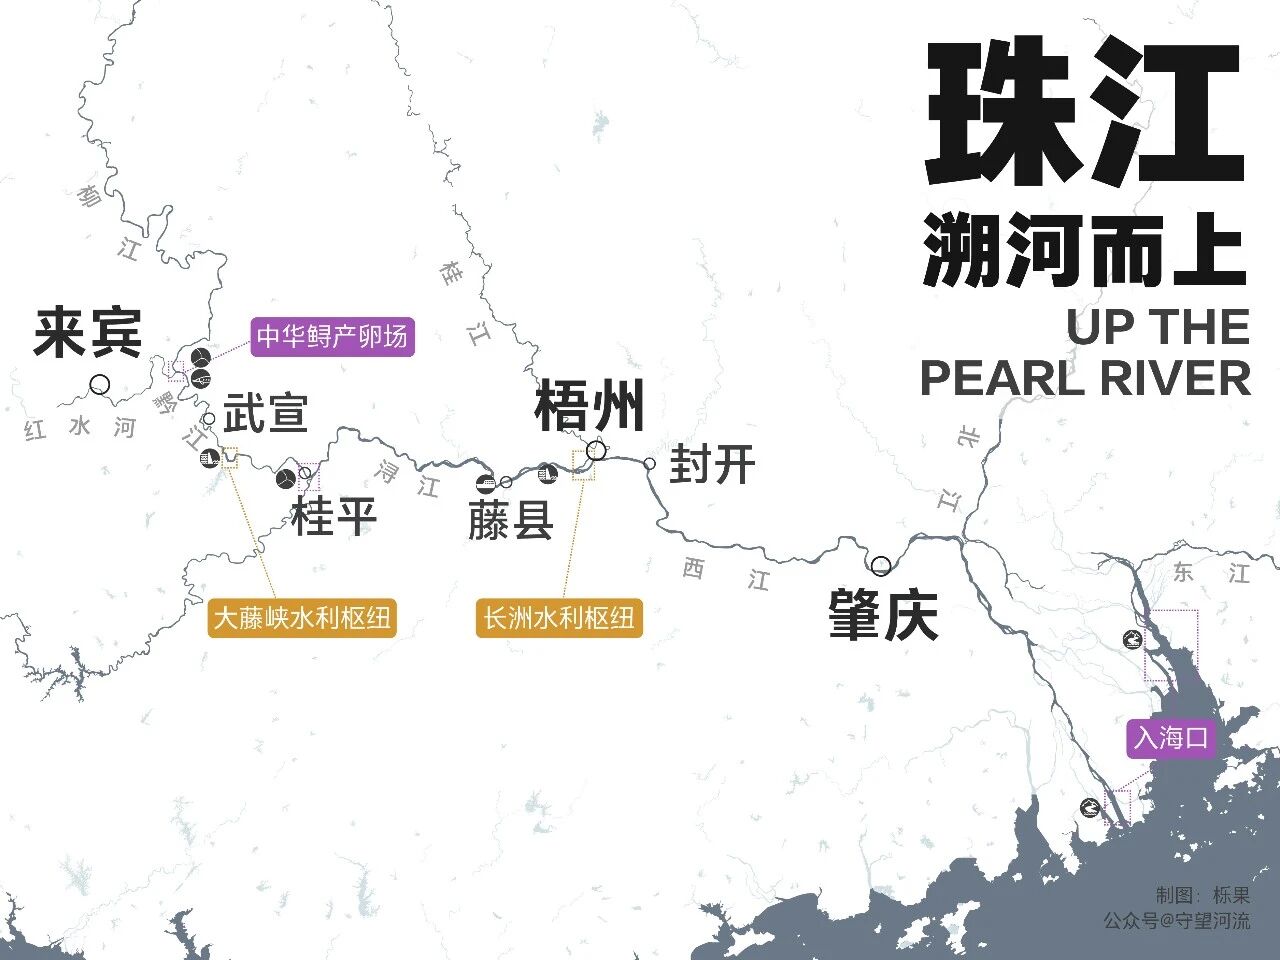 珠江
溯河而上
UP THE
PEARL RIVER
柳江
桂江
来宾
中华鲟产卵场
红水河
黔江
武宣
梧州
封开
北江
浔江
桂平
藤县
西江
肇庆
东江
大藤峡水利枢纽
长洲水利枢纽
入海口
制图：栎果
公众号@守望河流